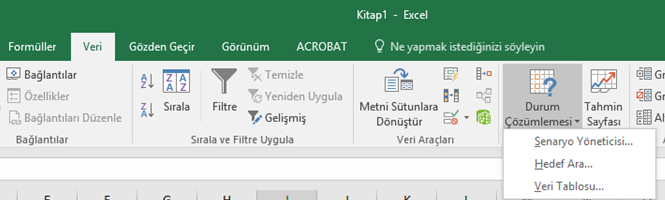 Kitap1 - Excel
Formüller Veri Gözden Geçir Görünüm ACROBAT Ne yapmak istediğinizi söyleyin
Bağlantılar
Özellikler
Bağlantıları Düzenle
Bağlantılar
Sırala
Filtre
Temizle
Yeniden Uygula
Gelişmiş
Sırala ve Filtre Uygula
Metni Sütunlara
Dönüştür
Veri Araçları
Durum
Çözümlemesi
Tahmin
Sayfası
Senaryo Yöneticisi...
Hedef Ara...
Veri Tablosu...